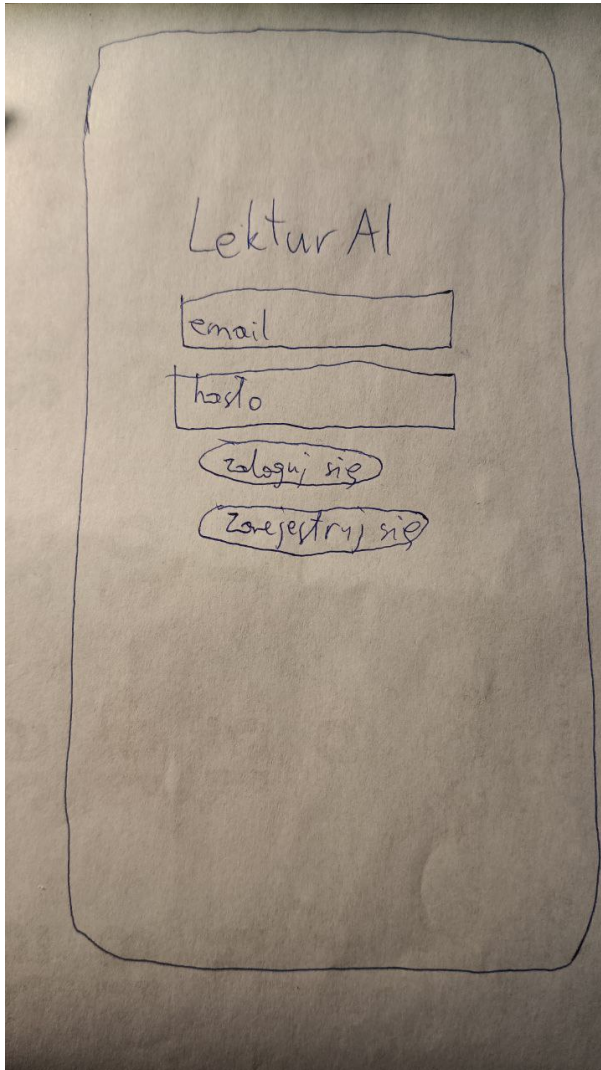 LekturAI
email
hasło
zaloguj się
Zarejestruj się